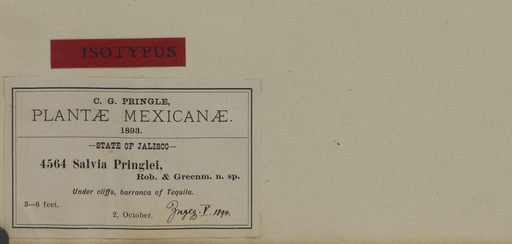 ISOTYPUS
C. G. PRINGLE,
PLANTÆ MEXICANÆ.
1893.
—STATE OF JALISCO—
4564 Salvia Pringlei,
Rob. & Greenm. n. sp.
Under cliffs, barranca of Tequila.
3—6 feet.
2, October.
V. 1894.